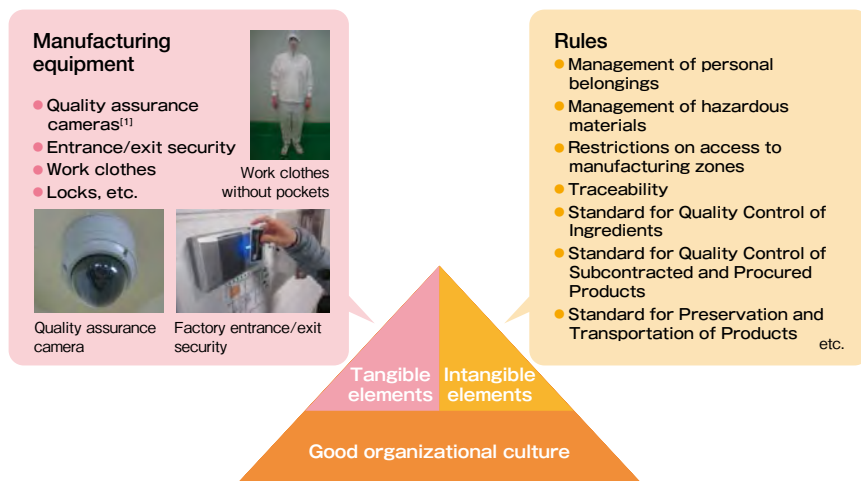 Manufacturing
equipment
Quality assurance
cameras[1]
Entrance/exit security
Work clothes
Locks, etc.
Work clothes
without pockets
Quality assurance
camera
Factory entrance/exit
security
Rules
Management of personal
belongings
Management of hazardous
materials
Restrictions on access to
manufacturing zones
Traceability
Standard for Quality Control of
Ingredients
Standard for Quality Control of
Subcontracted and Procured
Products
Standard for Preservation and
Transportation of Products
etc.
Tangible
elements
Intangible
elements
Good organizational culture